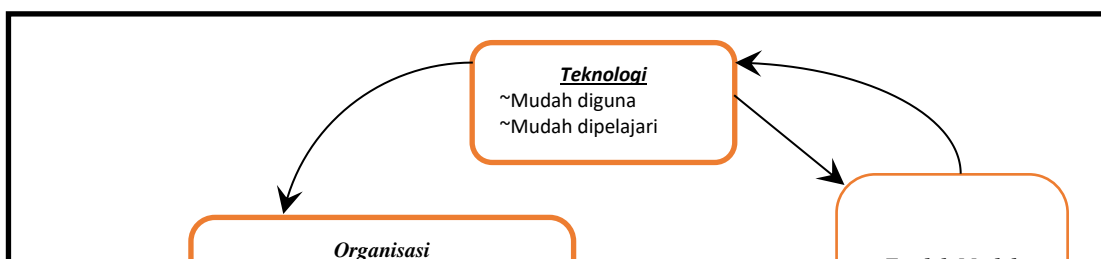 Teknologi
~Mudah diguna
~Mudah dipelajari
Organisasi